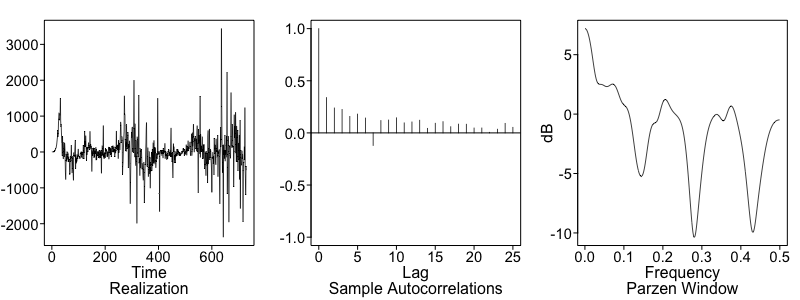 3000
2000
1000
0
-1000
-2000
0 200 400 600
Time
Realization
1.0
0.5
0.0
-0.5
-1.0
0 5 10 15 20 25
Lag
Sample Autocorrelations
dB
5
0
-5
-10
0.0 0.1 0.2 0.3 0.4 0.5
Frequency
Parzen Window